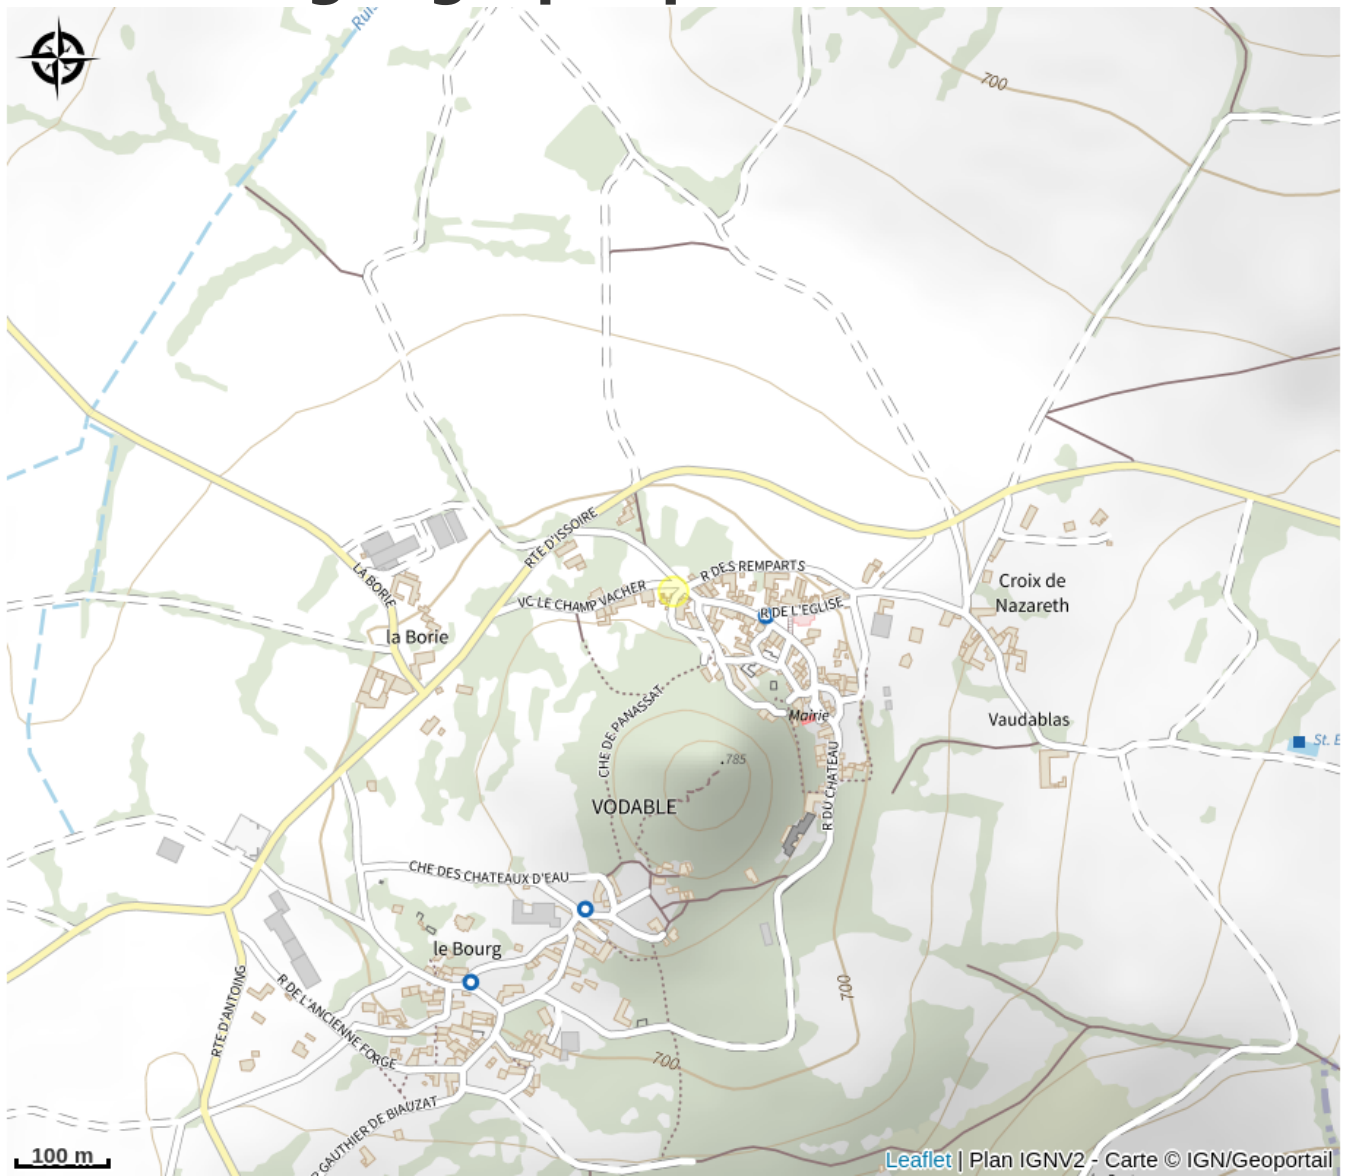 700
RTE D'ISSOIRE
R DES REMPARTS
LA BORIE
VC LE CHAMP VACHER
R DE L'EGLISE
Croix de
Nazareth
la Borie
CHE DE PANASSAT
Mairie
Vaudablas
St. E
.785
R DU CHATEAU
VODABLE
CHE DES CHATEAUX D'EAU
le Bourg
R DE L'ANCIENNE FORGE
RTE D'ANTOING
700
700
R GAUTHIER DE BIAUZAT
100 m
Leaflet | Plan IGNV2 - Carte © IGN/Geoportail